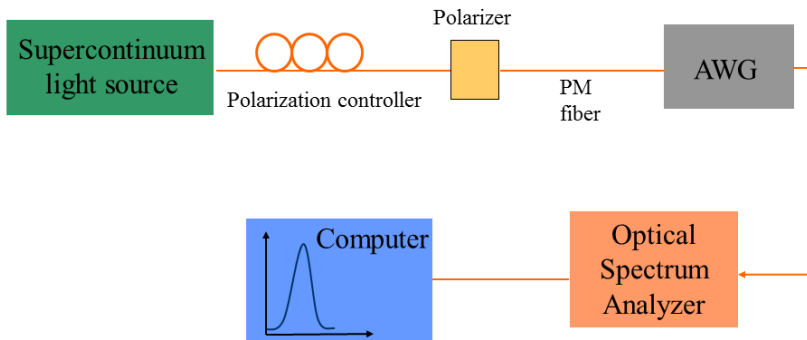 Supercontinuum
light source
Polarization controller
Polarizer
PM
fiber
AWG
Computer
Optical
Spectrum
Analyzer